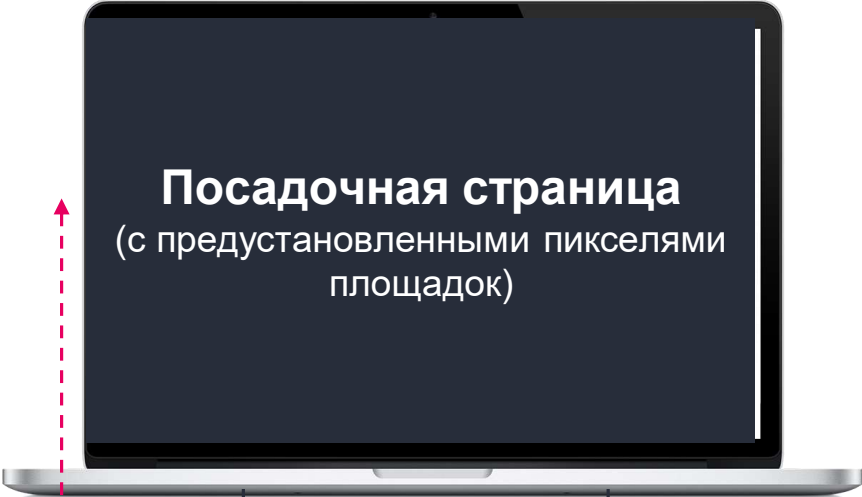 Посадочная страница
(с предустановленными пикселями
площадок)